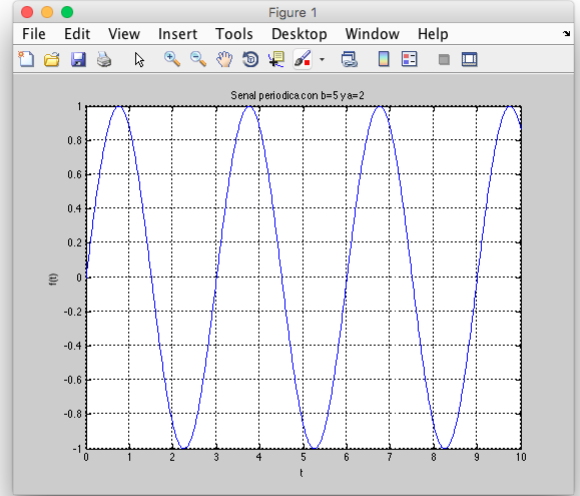 Figure 1
File Edit View Insert Tools Desktop Window Help
Senal periodica con b=5 y a=2
1
0.8
0.6
0.4
0.2
0
-0.2
-0.4
-0.6
-0.8
-1
f(t)
0 1 2 3 4 5 6 7 8 9 10
t